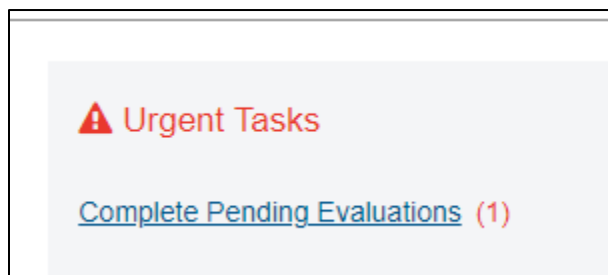 Urgent Tasks
Complete Pending Evaluations (1)